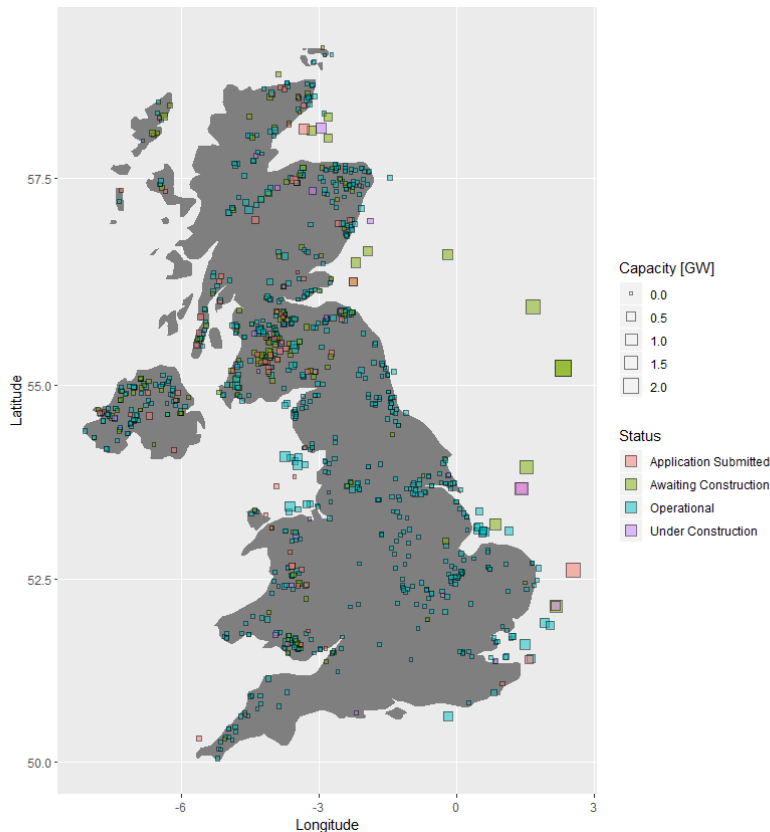 57.5
55.0
52.5
50.0
Latitude
-6
-3
0
3
Longitude
Capacity [GW]
0.0
0.5
1.0
1.5
2.0
Status
Application Submitted
Awaiting Construction
Operational
Under Construction